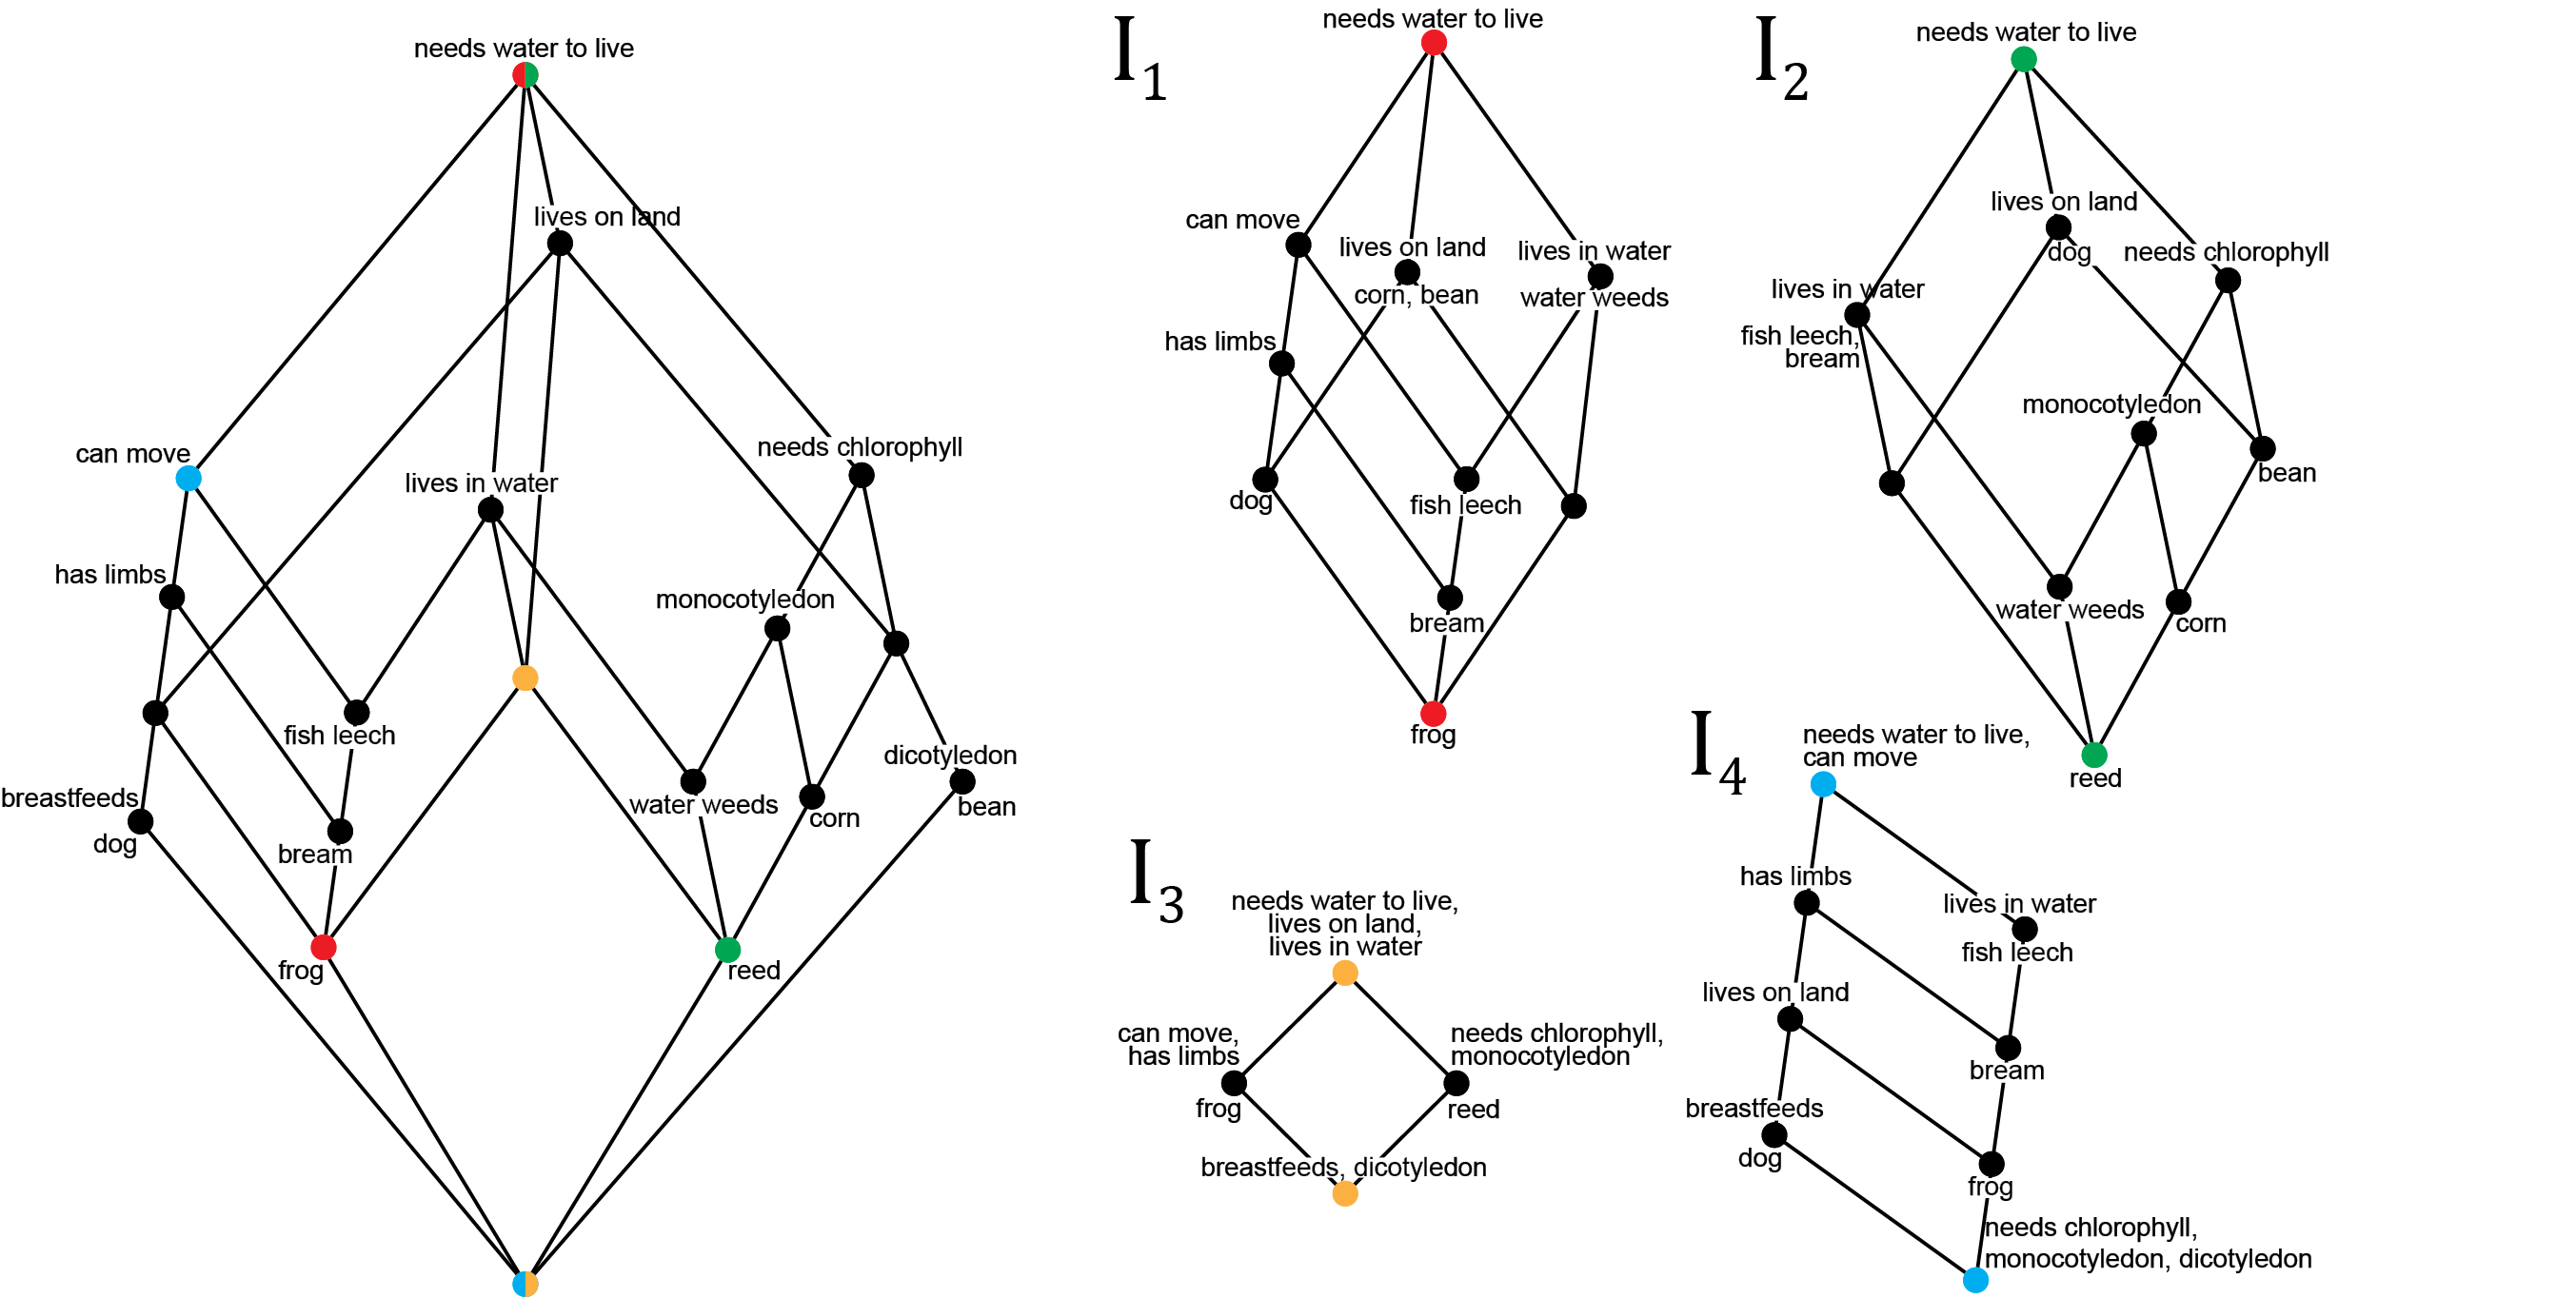 needs water to live
lives on land
can move
needs chlorophyll
lives in water
has limbs
monocotyledon
fish leech
dicotyledon
breastfeeds
water weeds
corn
bean
dog
bream
frog
reed
I1
needs water to live
can move
lives on land
lives in water
corn, bean
water weeds
has limbs
dog
fish leech
bream
frog
I2
needs water to live
lives on land
dog
needs chlorophyll
lives in water
fish leech,
bream
monocotyledon
bean
water weeds
corn
reed
I3
needs water to live,
lives on land,
lives in water
can move,
has limbs
needs chlorophyll,
monocotyledon
frog
reed
breastfeeds, dicotyledon
I4
needs water to live,
can move
has limbs
lives in water
fish leech
lives on land
bream
breastfeeds
dog
frog
needs chlorophyll,
monocotyledon, dicotyledon